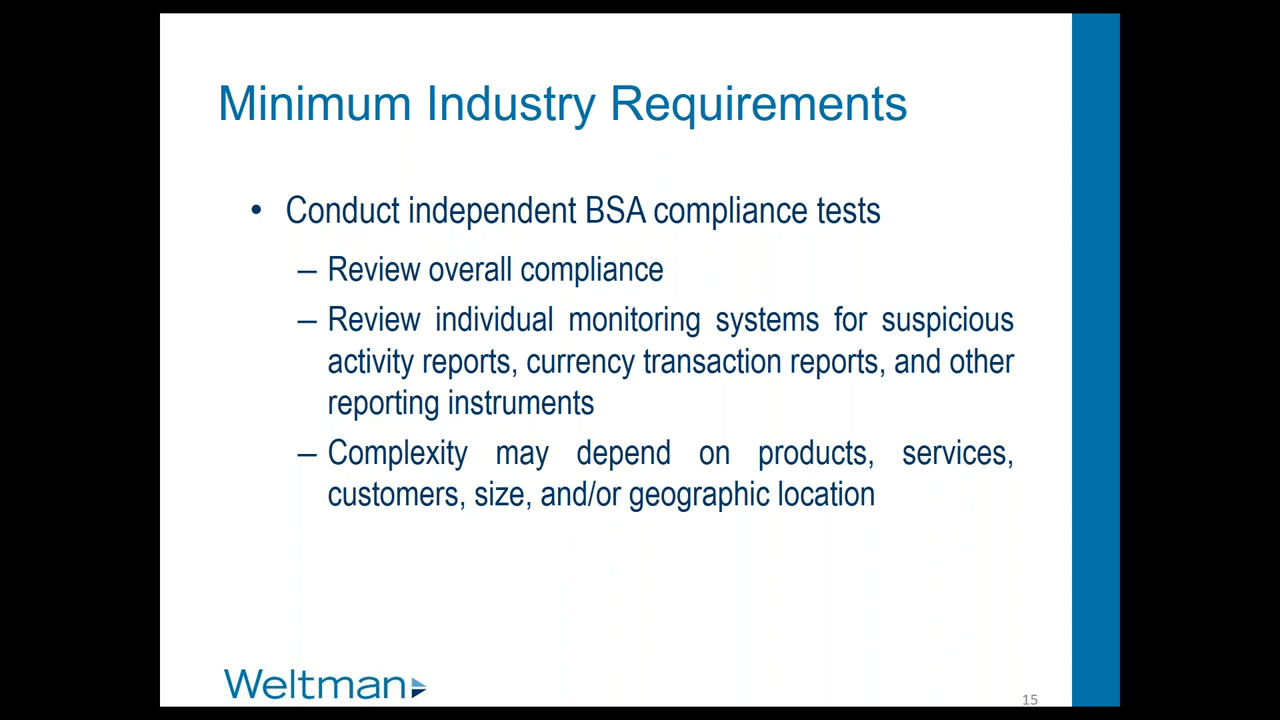 Minimum Industry Requirements
• Conduct independent BSA compliance tests
– Review overall compliance
– Review individual monitoring systems for suspicious
activity reports, currency transaction reports, and other
reporting instruments
– Complexity may depend on products, services,
customers, size, and/or geographic location
Weltman
15